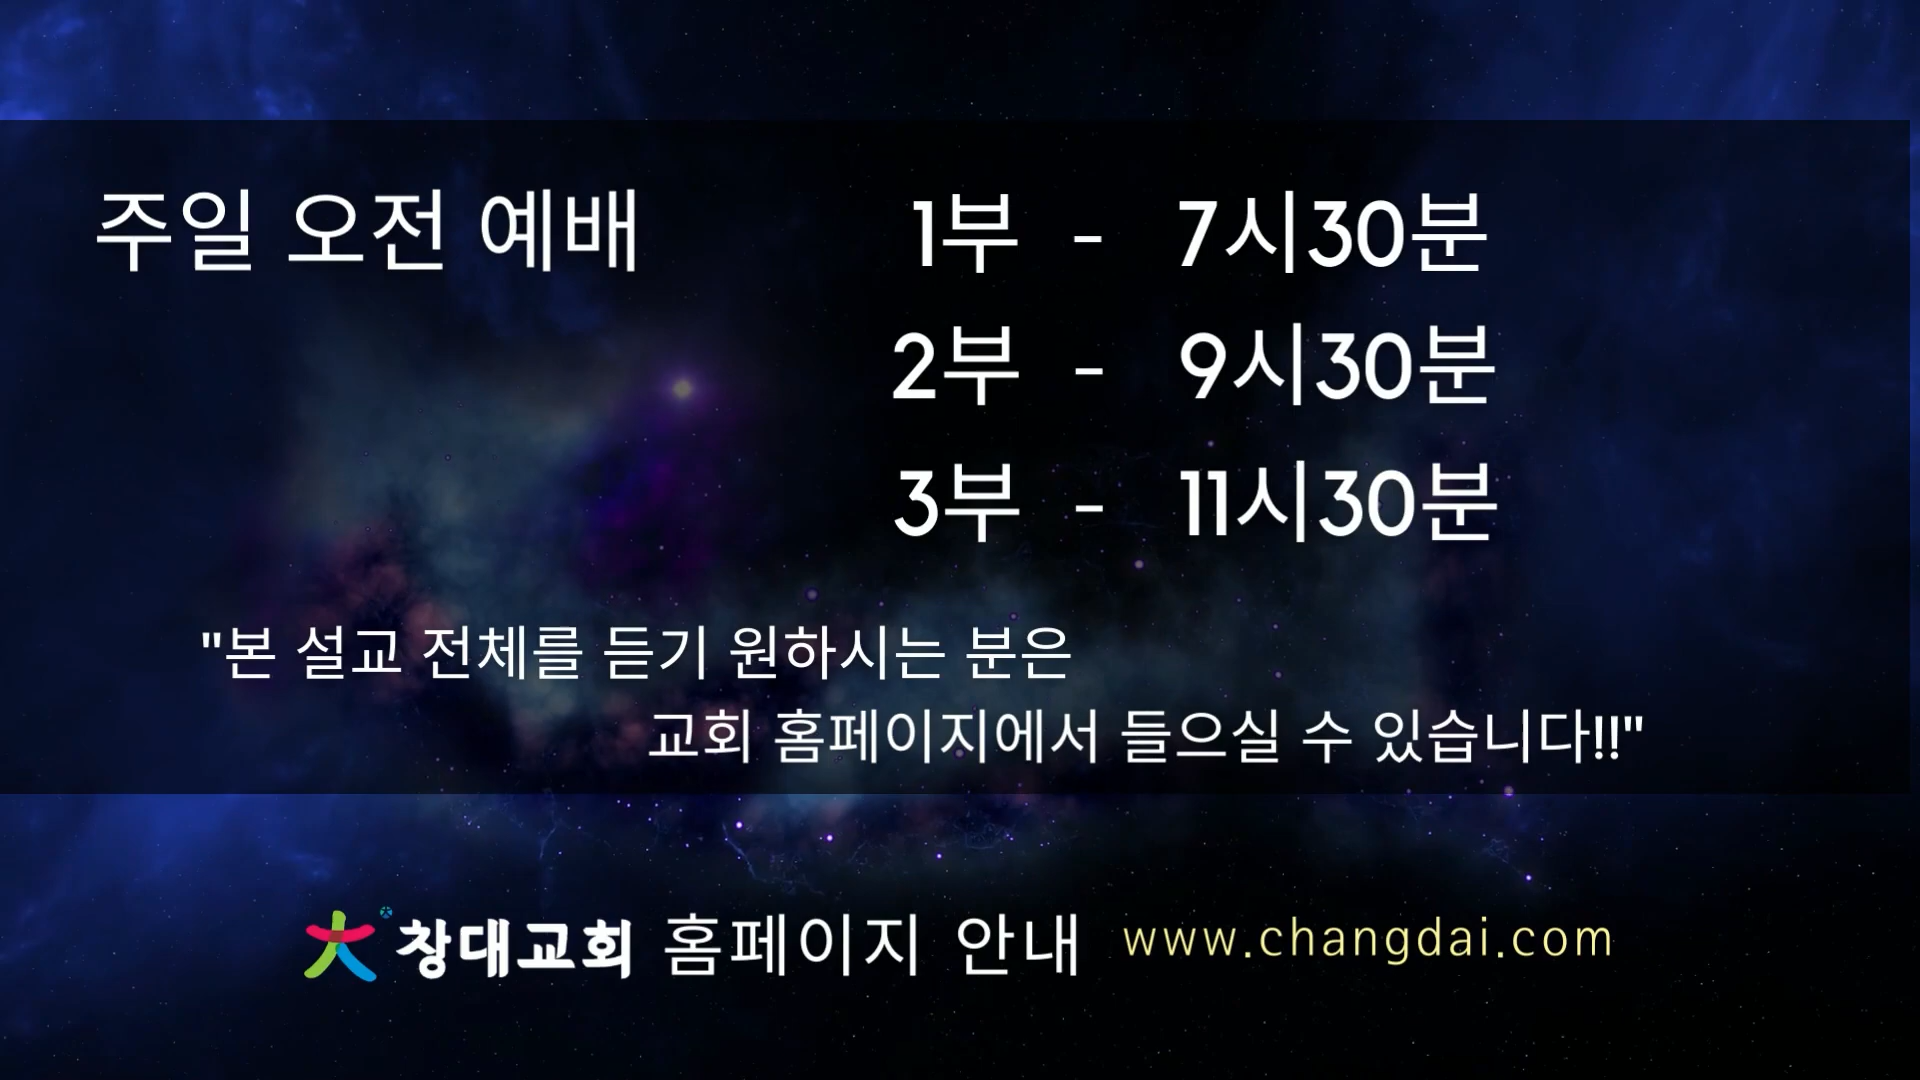 주일 오전 예배 1부 - 7시30분
2부 - 9시30분
3부 - 11시30분
"본 설교 전체를 듣기 원하시는 분은
교회 홈페이지에서 들으실 수 있습니다!!"
창대교회 홈페이지 안내 www.changdai.com